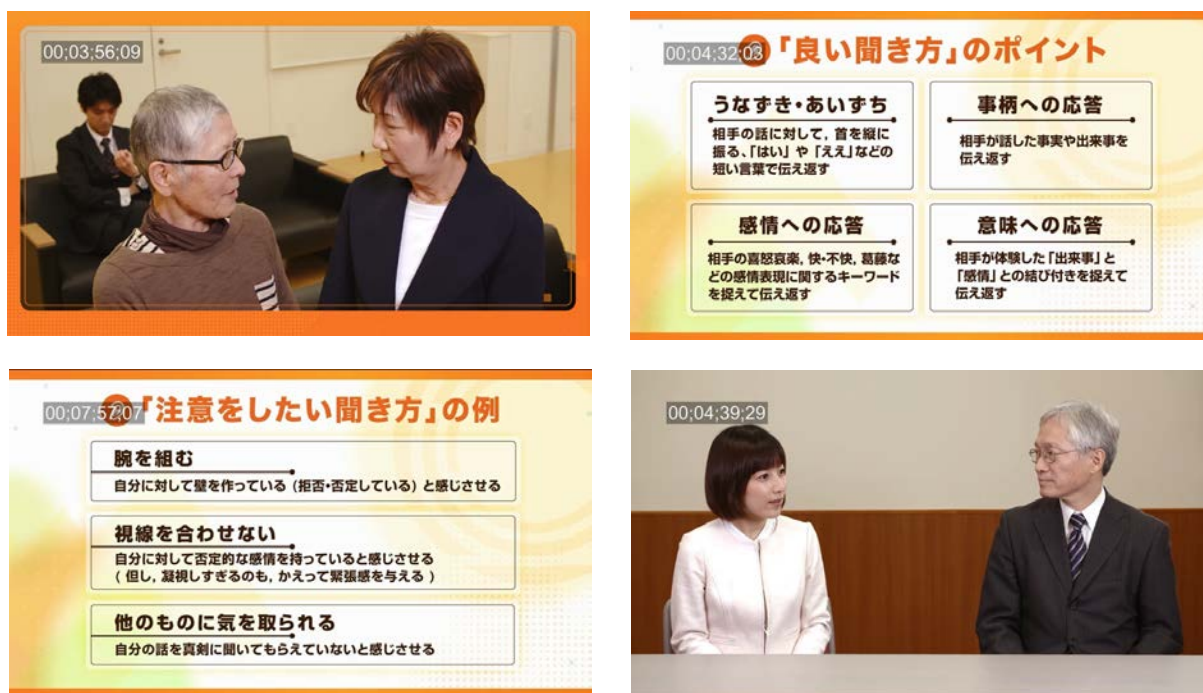 00;03;56;09
00;04;32;03
「良い聞き方」のポイント
うなずき・あいづち
相手の話に対して, 首を縦に
振る、「はい」 や 「ええ」などの
短い言葉で伝え返す
事柄への応答
相手が話した事実や出来事を
伝え返す
感情への応答
相手の喜怒哀楽, 快・不快, 葛藤な
どの感情表現に関するキーワード
を捉えて伝え返す
意味への応答
相手が体験した「出来事」と
「感情」との結び付きを捉えて
伝え返す
00;07;57;07
「注意をしたい聞き方」の例
腕を組む
自分に対して壁を作っている (拒否・否定している) と感じさせる
視線を合わせない
自分に対して否定的な感情を持っていると感じさせる
( 但し, 凝視しすぎるのも, かえって緊張感を与える )
他のものに気を取られる
自分の話を真剣に聞いてもらえていないと感じさせる
00;04;39;29